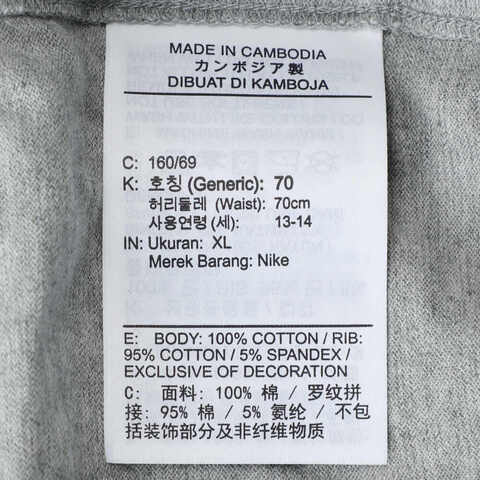 MADE IN CAMBODIA
カンボジア製
DIBUAT DI KAMBOJA
C: 160/69
K: 호칭 (Generic): 70
허리둘레 (Waist): 70cm
사용연령 (세): 13-14
IN: Ukuran: XL
Merek Barang: Nike
E: BODY: 100% COTTON / RIB:
95% COTTON / 5% SPANDEX /
EXCLUSIVE OF DECORATION
C: 面料: 100% 棉 / 罗纹拼
接: 95% 棉 / 5% 氨纶 / 不包
括装饰部分及非纤维物质